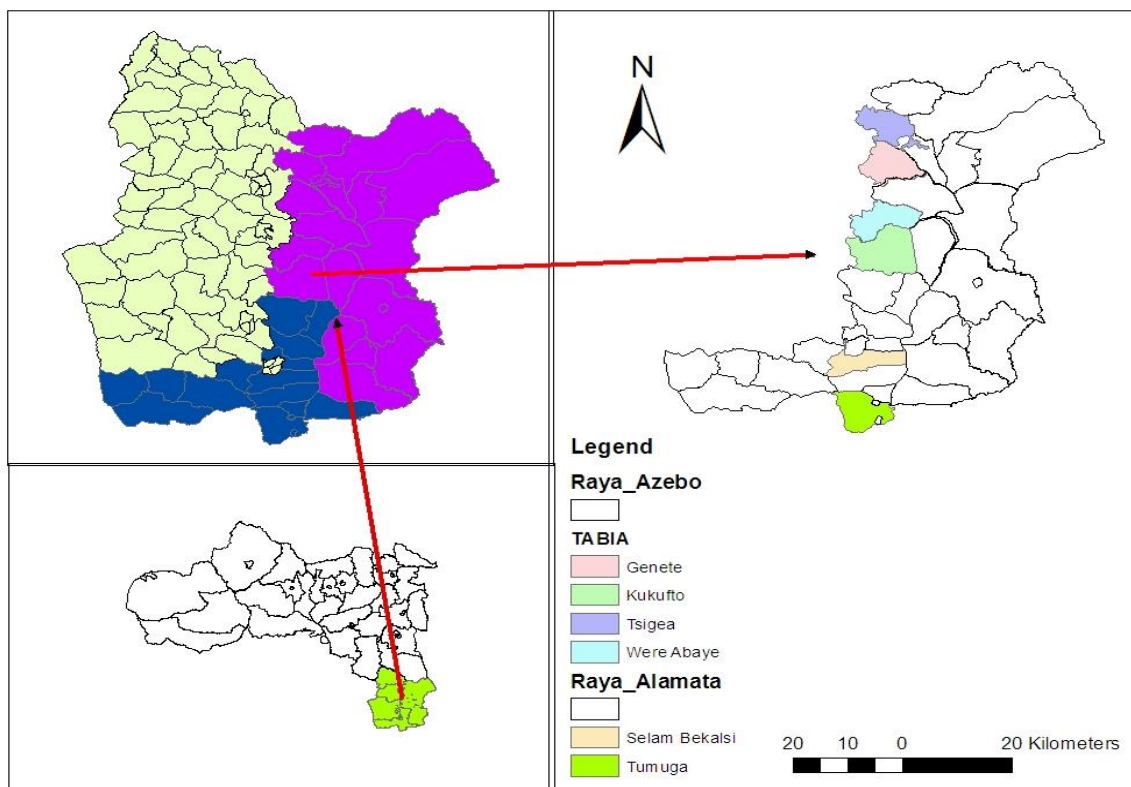 N
Legend
Raya_Azebo
TABIA
Genete
Kukufto
Tsigea
Were Abaye
Raya_Alamata
Selam Bekalsi
Tumuga
20 10 0 20 Kilometers